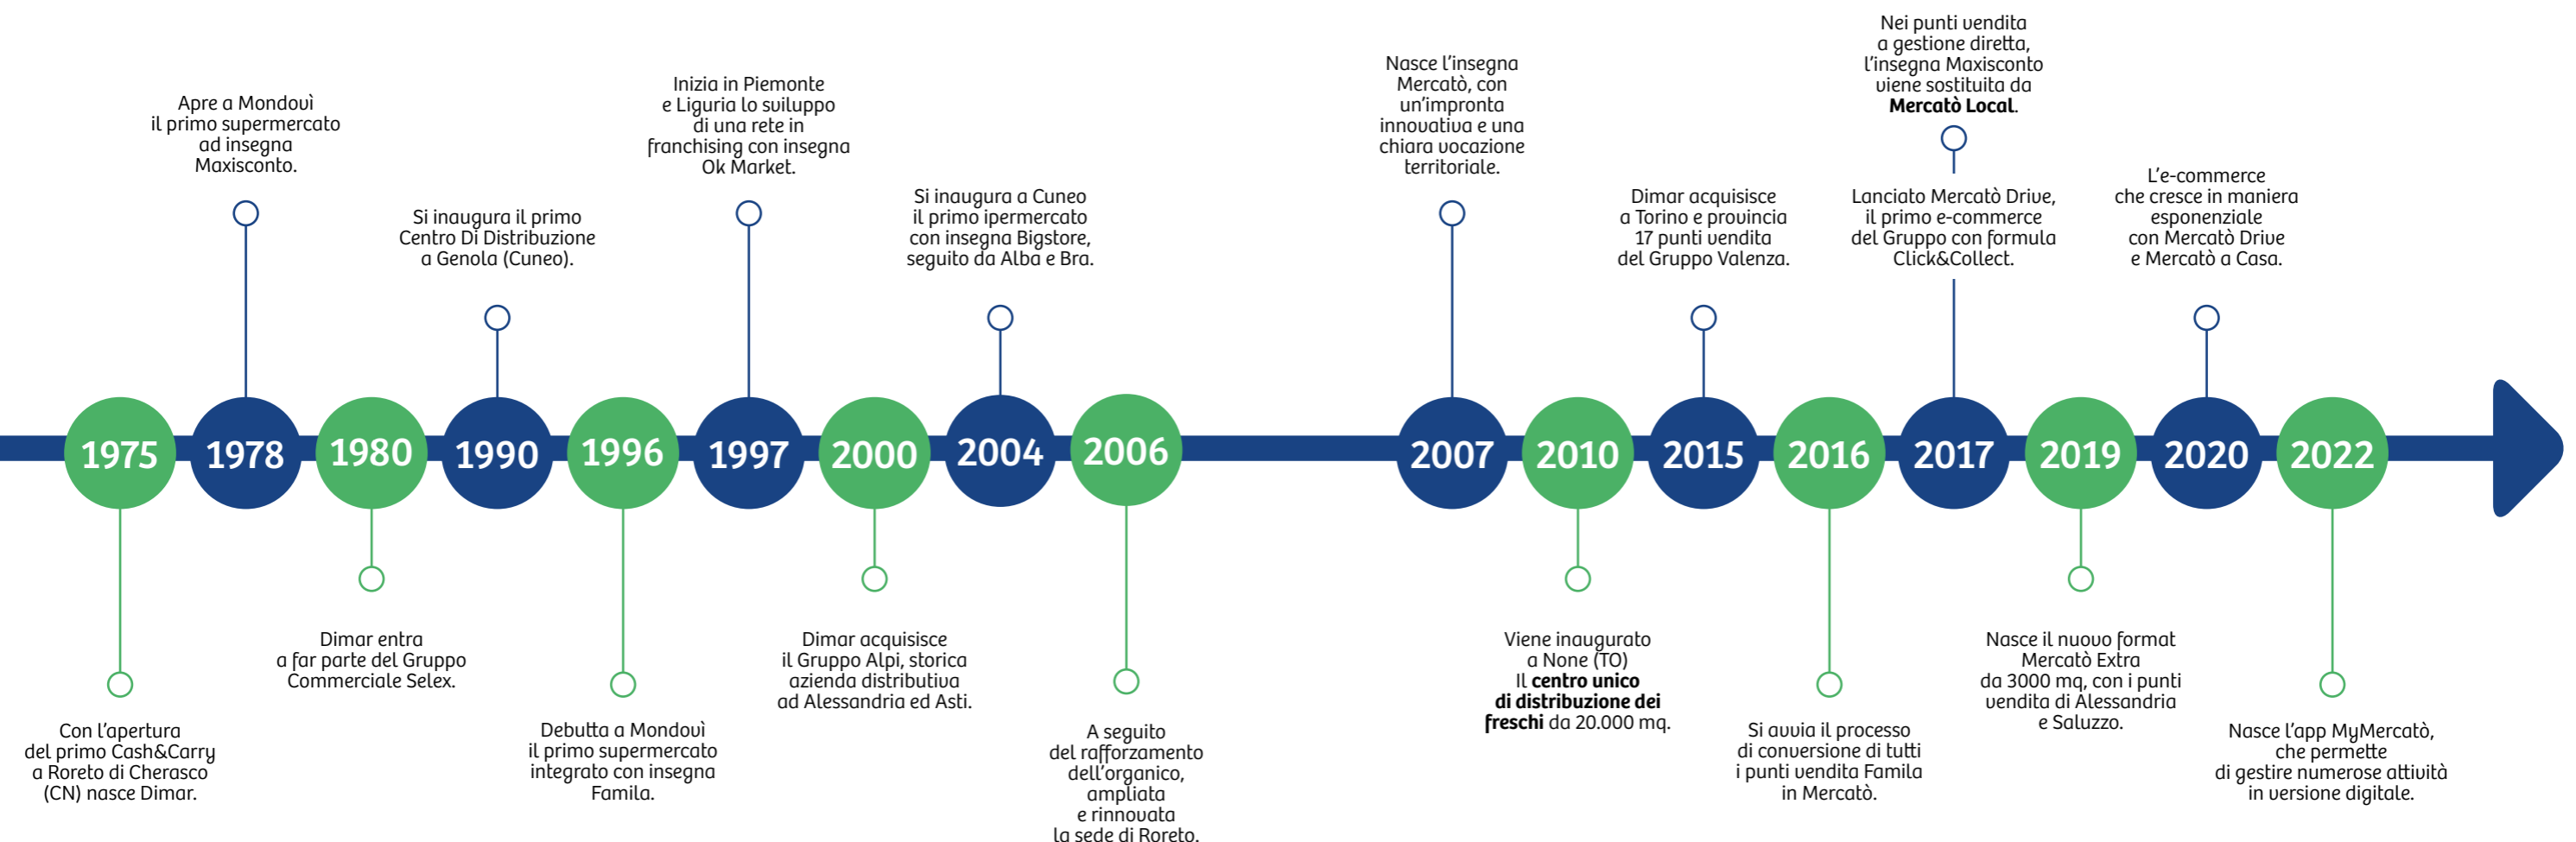 1975
Con l'apertura
del primo Cash&Carry
a Roreto di Cherasco
(CN) nasce Dimar.
1978
Apre a Mondovì
il primo supermercato
ad insegna
Maxisconto.
1980
Dimar entra
a far parte del Gruppo
Commerciale Selex.
1990
Si inaugura il primo
Centro Di Distribuzione
a Genola (Cuneo).
1996
Debutta a Mondovì
il primo supermercato
integrato con insegna
Famila.
1997
Inizia in Piemonte
e Liguria lo sviluppo
di una rete in
franchising con insegna
Ok Market.
2000
Dimar acquisisce
il Gruppo Alpi, storica
azienda distributiva
ad Alessandria ed Asti.
2004
Si inaugura a Cuneo
il primo ipermercato
con insegna Bigstore,
seguito da Alba e Bra.
2006
A seguito
del rafforzamento
dell'organico,
ampliata
e rinnovata
la sede di Roreto.
2007
Nasce l'insegna
Mercatò, con
un'impronta
innovativa e una
chiara vocazione
territoriale.
2010
Viene inaugurato
a None (TO)
Il centro unico
di distribuzione dei
freschi da 20.000 mq.
2015
Dimar acquisisce
a Torino e provincia
17 punti vendita
del Gruppo Valenza.
2016
Si avvia il processo
di conversione di tutti
i punti vendita Famila
in Mercatò.
2017
Nei punti vendita
a gestione diretta,
l'insegna Maxisconto
viene sostituita da
Mercatò Local.
Lanciato Mercatò Drive,
il primo e-commerce
del Gruppo con formula
Click&Collect.
2019
Nasce il nuovo format
Mercatò Extra
da 3000 mq, con i punti
vendita di Alessandria
e Saluzzo.
2020
L'e-commerce
che cresce in maniera
esponenziale
con Mercatò Drive
e Mercatò a Casa.
2022
Nasce l'app MyMercatò,
che permette
di gestire numerose attività
in versione digitale.